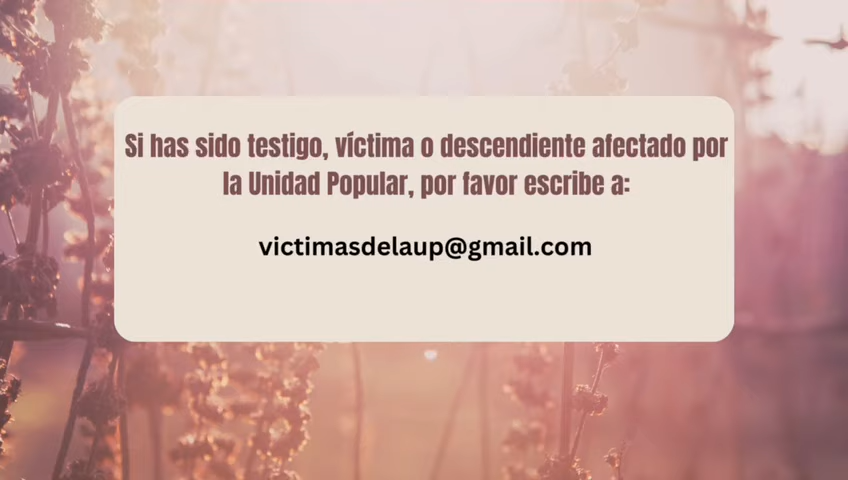 Si has sido testigo, víctima o descendiente afectado por
la Unidad Popular, por favor escribe a:
victimasdelaup@gmail.com